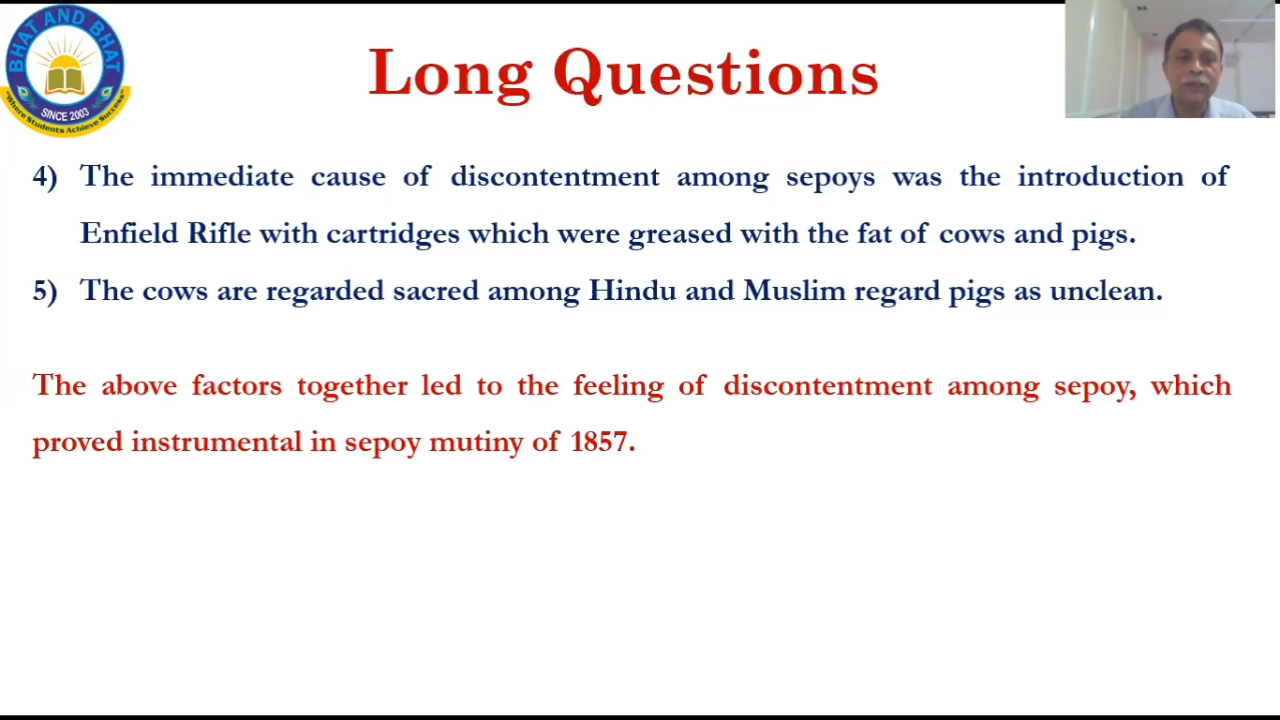 BHAT AND BHAT
SINCE 2003
"Where Students Achieve Success"
Long Questions
4) The immediate cause of discontentment among sepoys was the introduction of
Enfield Rifle with cartridges which were greased with the fat of cows and pigs.
5) The cows are regarded sacred among Hindu and Muslim regard pigs as unclean.
The above factors together led to the feeling of discontentment among sepoy, which
proved instrumental in sepoy mutiny of 1857.